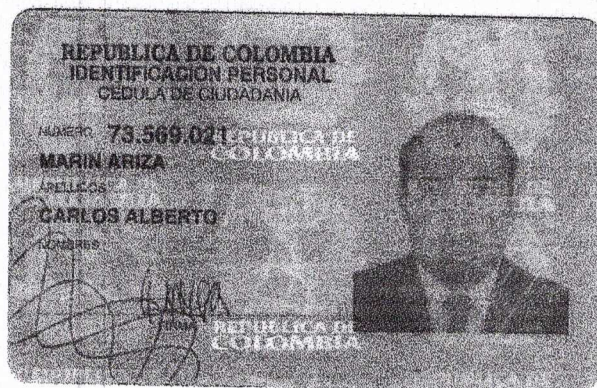 REPUBLICA DE COLOMBIA
IDENTIFICACION PERSONAL
CEDULA DE CIUDADANIA
NUMERO 73.569.021
REPUBLICA DE
COLOMBIA
MARIN ARIZA
APELLIDOS
CARLOS ALBERTO
NOMBRES
FIRMA
REPUBLICA DE
COLOMBIA